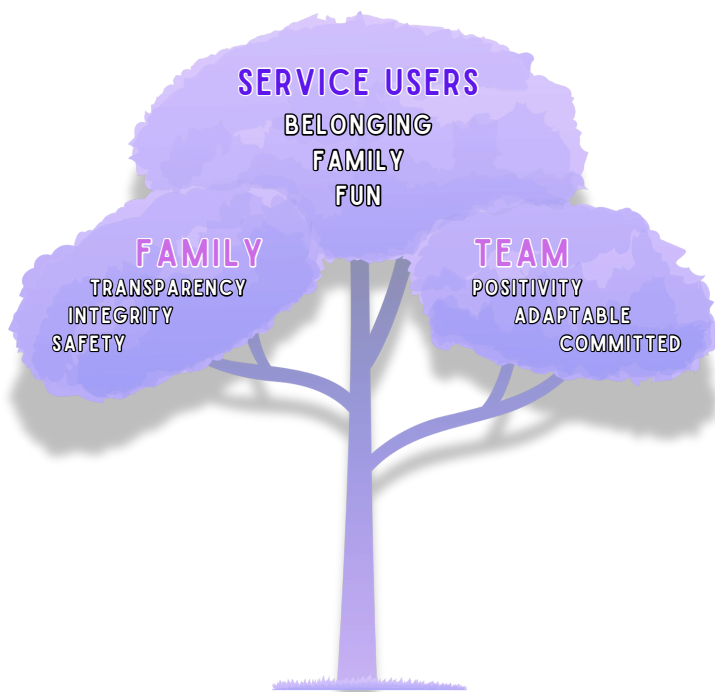 SERVICE USERS
BELONGING
FAMILY
FUN
FAMILY
TRANSPARENCY
INTEGRITY
SAFETY
TEAM
POSITIVITY
ADAPTABLE
COMMITTED